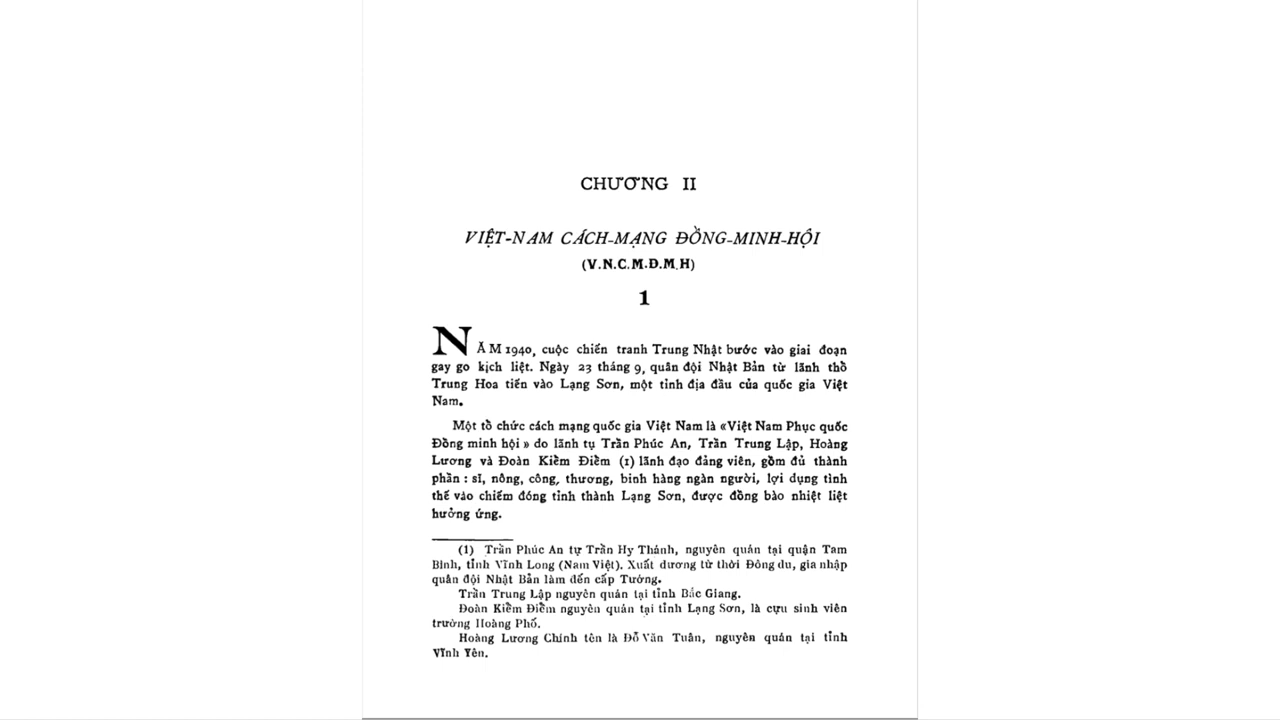 CHƯƠNG II
VIỆT-NAM CÁCH-MẠNG ĐỒNG-MINH-HỘI
(V.N.C.M.Đ.M.H)
1
NĂM 1940, cuộc chiến tranh Trung Nhật bước vào giai đoạn
gay go kịch liệt. Ngày 23 tháng 9, quân đội Nhật Bản từ lãnh thổ
Trung Hoa tiến vào Lạng Sơn, một tỉnh địa đầu của quốc gia Việt
Nam.
Một tổ chức cách mạng quốc gia Việt Nam là «Việt Nam Phục quốc
Đồng minh hội» do lãnh tụ Trần Phúc An, Trần Trung Lập, Hoàng
Lương và Đoàn Kiểm Điểm (1) lãnh đạo đảng viên, gồm đủ thành
phần : sĩ, nông, công, thương, binh hàng ngàn người, lợi dụng tình
thế vào chiếm đóng tỉnh thành Lạng Sơn, được đồng bào nhiệt liệt
hưởng ứng.
(1) Trần Phúc An tự Trần Hy Thánh, nguyên quán tại quận Tam
Bình, tỉnh Vĩnh Long (Nam Việt). Xuất dương từ thời Đông du, gia nhập
quân đội Nhật Bản làm đến cấp Tướng.
Trần Trung Lập nguyên quán tại tỉnh Bắc Giang.
Đoàn Kiểm Điểm nguyên quán tại tỉnh Lạng Sơn, là cựu sinh viên
trường Hoàng Phố.
Hoàng Lương Chính tên là Đỗ Văn Tuân, nguyên quán tại tỉnh
Vĩnh Yên.